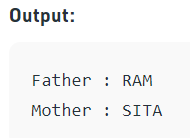 Output:
Father : RAM
Mother : SITA